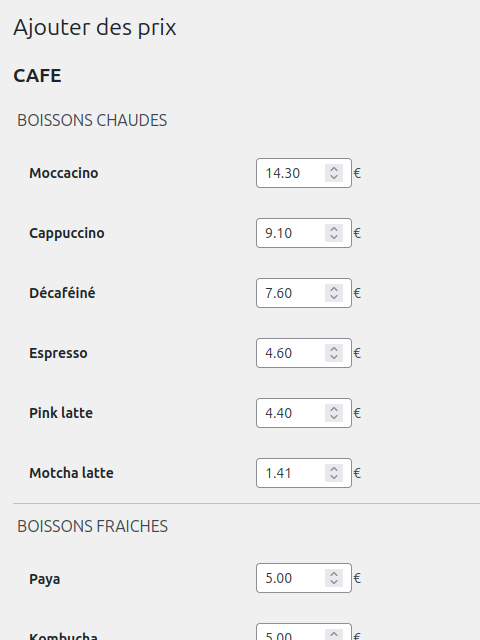 Ajouter des prix
CAFE
BOISSONS CHAUDES
Moccacino 14.30 €
Cappuccino 9.10 €
Décaféiné 7.60 €
Espresso 4.60 €
Pink latte 4.40 €
Motcha latte 1.41 €
BOISSONS FRAICHES
Paya 5.00 €
Kombucha 5.00 €